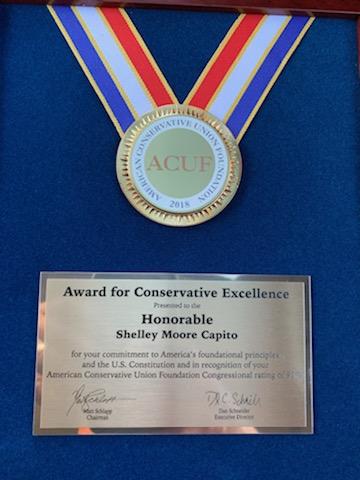 AMERICAN CONSERVATIVE UNION FOUNDATION
ACUF
2018
Award for Conservative Excellence
Presented to the
Honorable
Shelley Moore Capito
for your commitment to America's foundational principles
and the U.S. Constitution and in recognition of your
American Conservative Union Foundation Congressional rating of
Matt Schlapp
Chairman
Dan Schneider
Executive Director